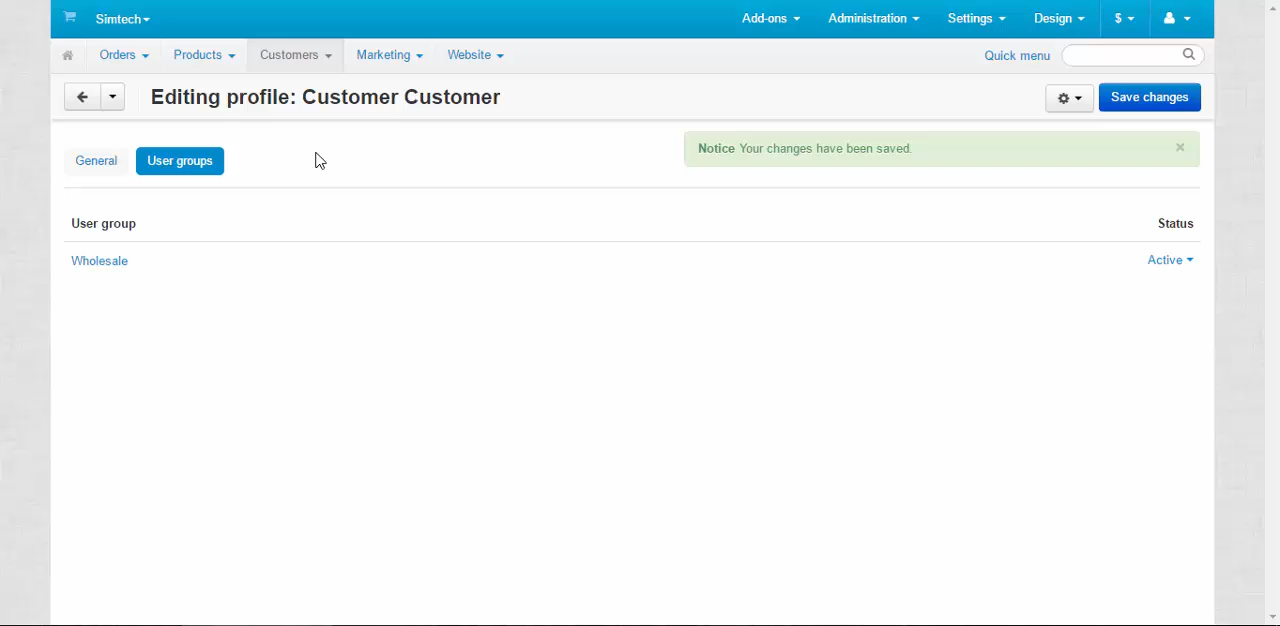 Simtech Add-ons Administration Settings Design $
Orders Products Customers Marketing Website Quick menu
Editing profile: Customer Customer Save changes
General User groups Notice Your changes have been saved. ×
User group Status
Wholesale Active